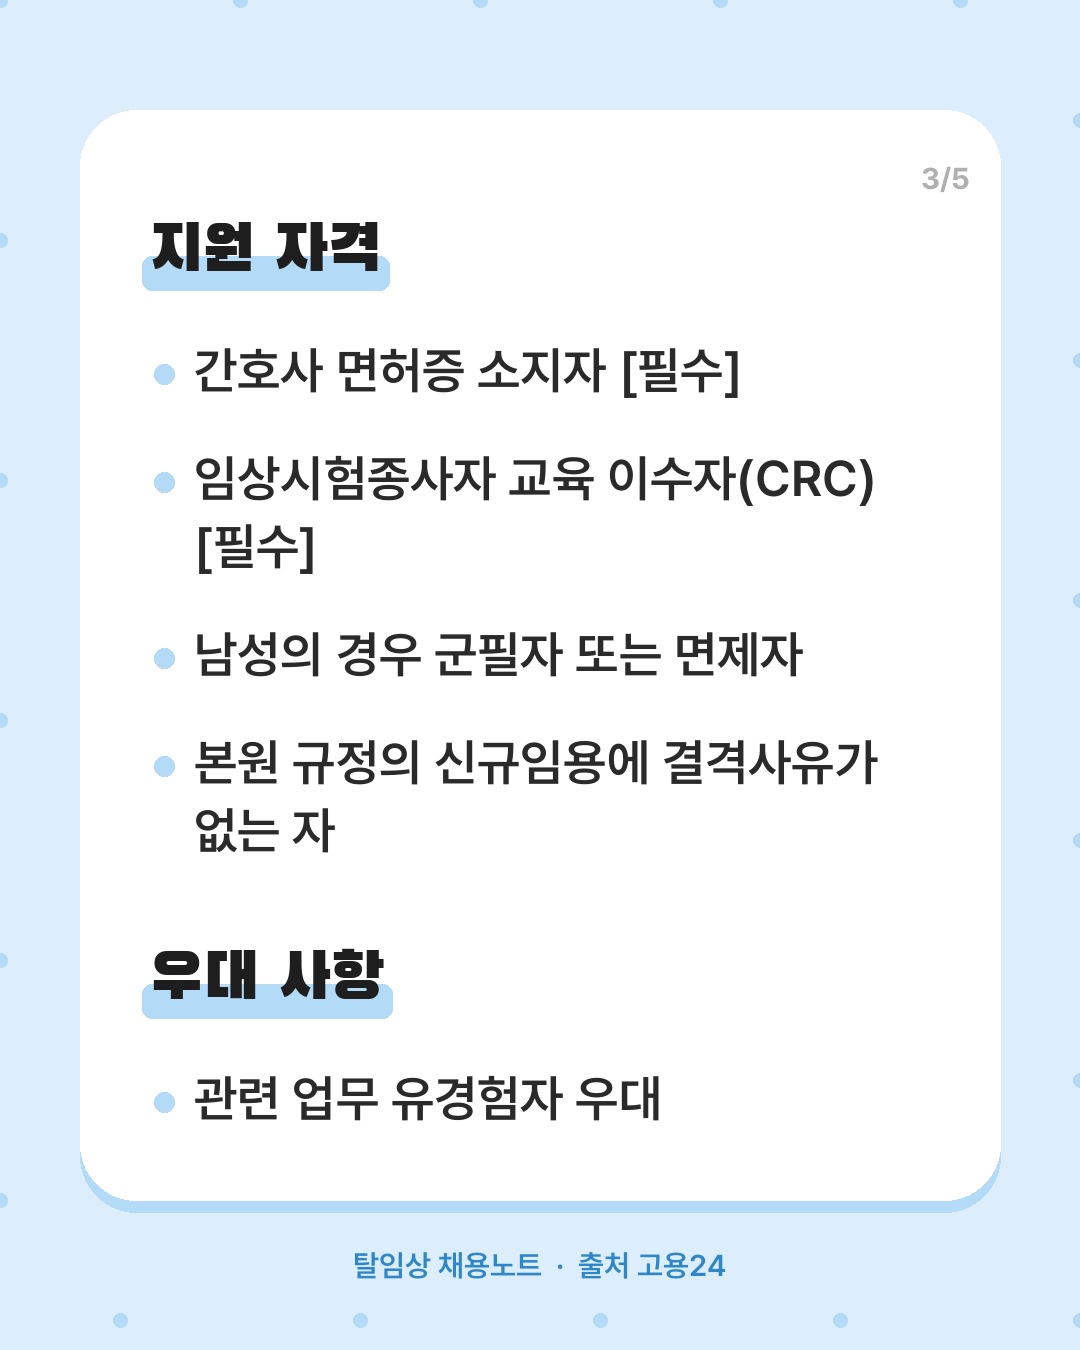 3/5
지원 자격
간호사 면허증 소지자 [필수]
임상시험종사자 교육 이수자(CRC)
[필수]
남성의 경우 군필자 또는 면제자
본원 규정의 신규임용에 결격사유가
없는 자
우대 사항
관련 업무 유경험자 우대
탈임상 채용노트 · 출처 고용24